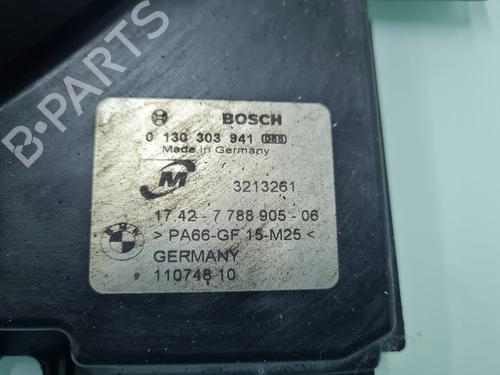 B-PARTS
BOSCH
0 130 303 941
Made in Germany
M
3213261
17.42 - 7 788 905 - 06
BMW
> PA66-GF 15-M25 <
GERMANY
110748 10